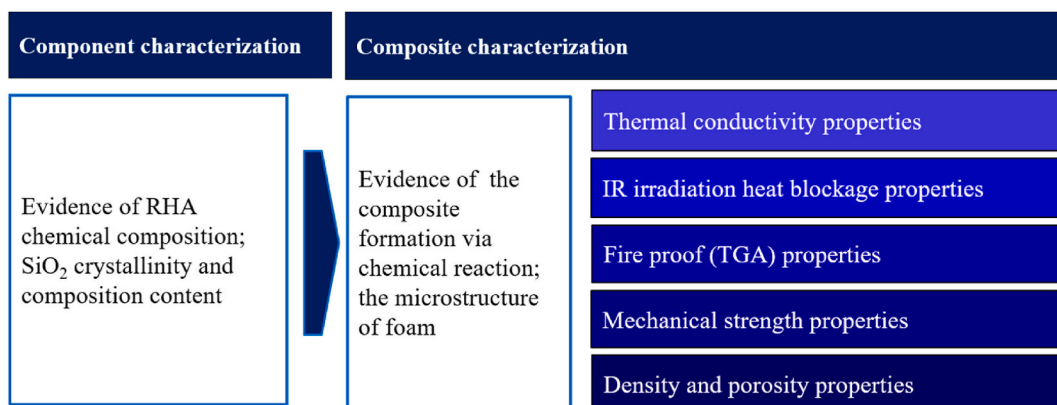 Component characterization
Composite characterization
Evidence of RHA
chemical composition;
SiO₂ crystallinity and
composition content
Evidence of the
composite
formation via
chemical reaction;
the microstructure
of foam
Thermal conductivity properties
IR irradiation heat blockage properties
Fire proof (TGA) properties
Mechanical strength properties
Density and porosity properties